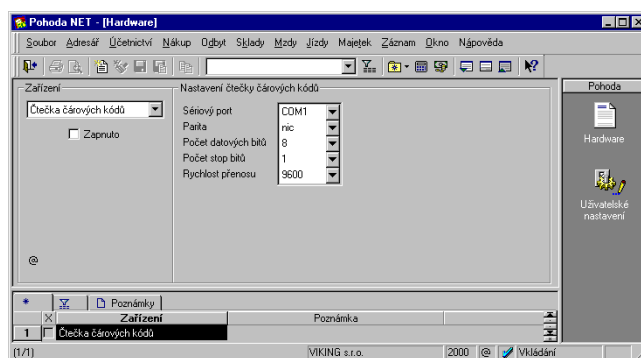 Pohoda NET - [Hardware]
Soubor Adresář Účetnictví Nákup Odbyt Sklady Mzdy Jízdy Majetek Záznam Okno Nápověda
Zařízení
Čtečka čárových kódů
Zapnuto
@
Nastavení čtečky čárových kódů
Sériový port COM1
Parita nic
Počet datových bitů 8
Počet stop bitů 1
Rychlost přenosu 9600
Pohoda
Hardware
Uživatelské
nastavení
* Poznámky
X Zařízení Poznámka
1 Čtečka čárových kódů
(1/1) VIKING s.r.o. 2000 @ Vkládání